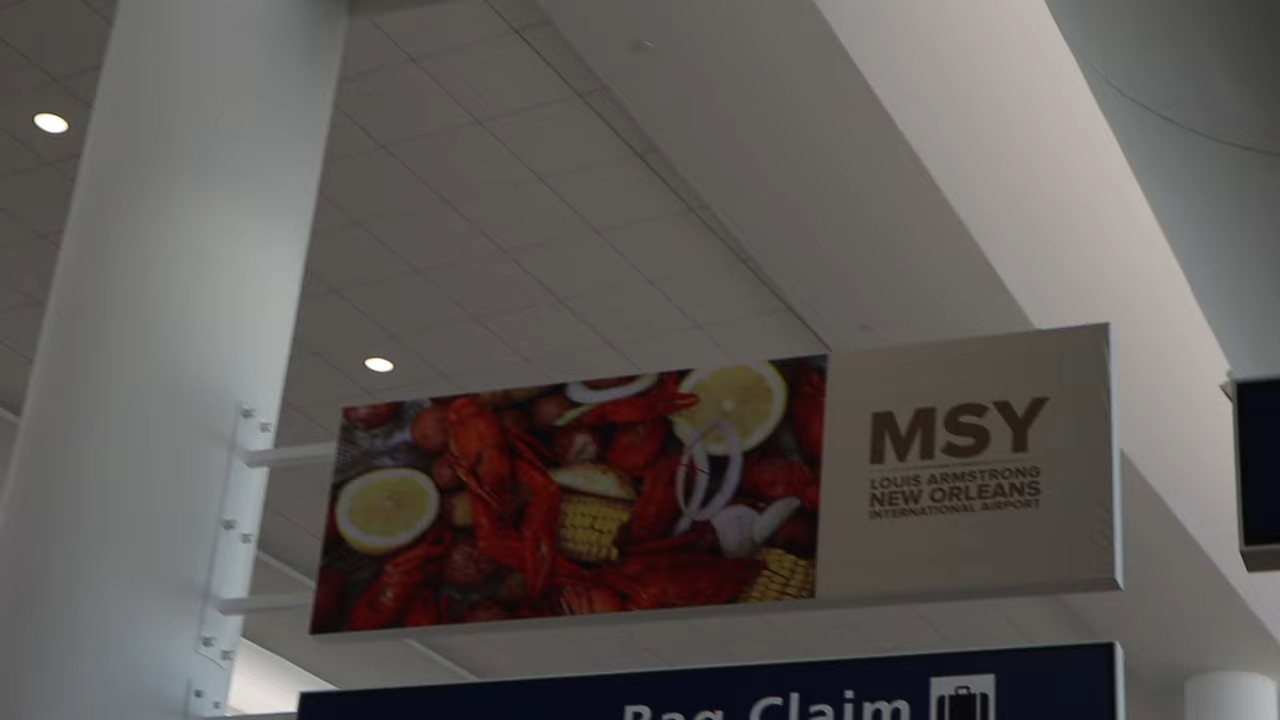 MSY
LOUIS ARMSTRONG
NEW ORLEANS
INTERNATIONAL AIRPORT
Bag Claim